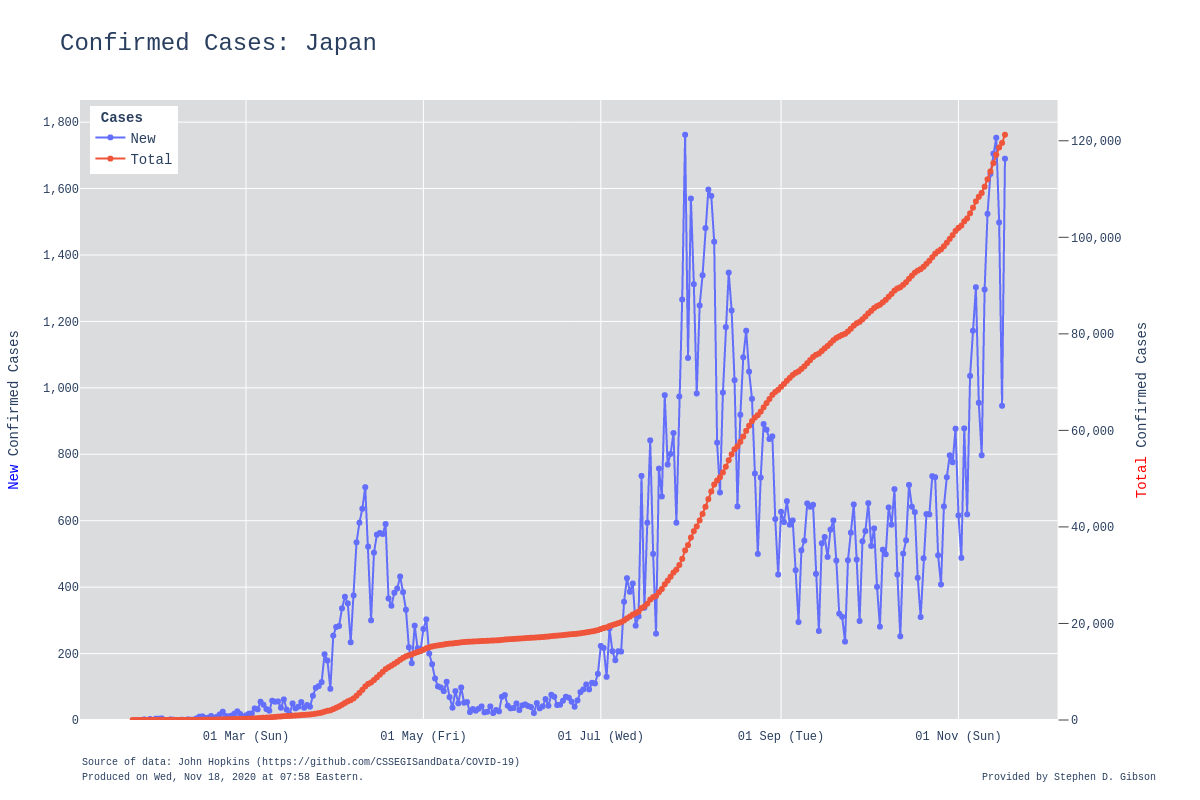 Confirmed Cases: Japan
Cases
New
Total
1,800
1,600
1,400
1,200
1,000
800
600
400
200
0
New Confirmed Cases
120,000
100,000
80,000
60,000
40,000
20,000
0
Total Confirmed Cases
01 Mar (Sun)
01 May (Fri)
01 Jul (Wed)
01 Sep (Tue)
01 Nov (Sun)
Source of data: John Hopkins (https://github.com/CSSEGISandData/COVID-19)
Produced on Wed, Nov 18, 2020 at 07:58 Eastern.
Provided by Stephen D. Gibson